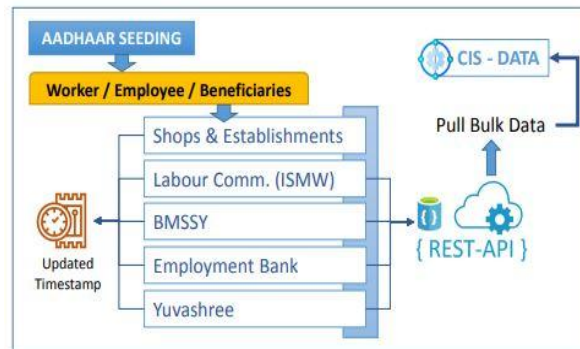 AADHAAR SEEDING
Worker / Employee / Beneficiaries
Shops & Establishments
Labour Comm. (ISMW)
BMSSY
Employment Bank
Yuvashree
Updated
Timestamp
CIS - DATA
Pull Bulk Data
{ }
{ REST-API }